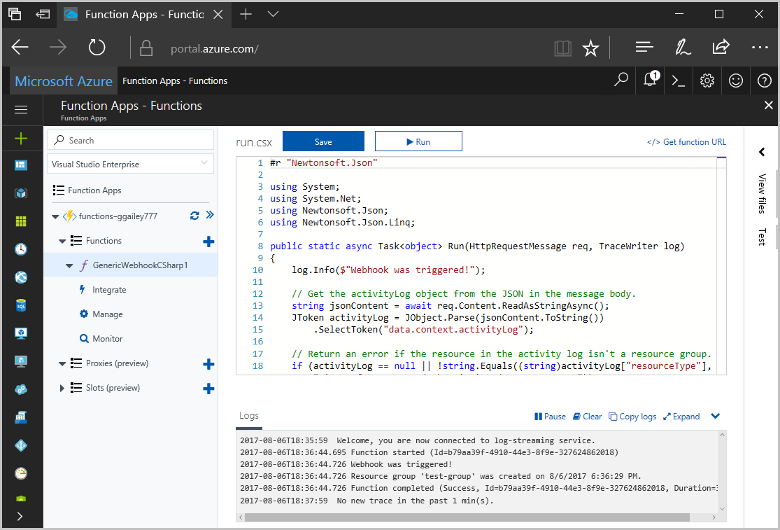 Function Apps - Functic
portal.azure.com/
Microsoft Azure Function Apps - Functions 1
Function Apps - Functions
Function Apps
Search
Visual Studio Enterprise
Function Apps
functions-ggailey777
Functions
GenericWebhookCSharp1
Integrate
Manage
Monitor
Proxies (preview)
Slots (preview)
run.csx Save Run </> Get function URL
1 #r "Newtonsoft.Json"
2
3 using System;
4 using System.Net;
5 using Newtonsoft.Json;
6 using Newtonsoft.Json.Linq;
7
8 public static async Task<object> Run(HttpRequestMessage req, TraceWriter log)
9 {
10 log.Info($"Webhook was triggered!");
11
12 // Get the activityLog object from the JSON in the message body.
13 string jsonContent = await req.Content.ReadAsStringAsync();
14 JToken activityLog = JObject.Parse(jsonContent.ToString())
15 .SelectToken("data.context.activityLog");
16
17 // Return an error if the resource in the activity log isn't a resource group.
18 if (activityLog == null || !string.Equals((string)activityLog["resourceType"],
View files
Test
Logs Pause Clear Copy logs Expand
2017-08-06T18:35:59 Welcome, you are now connected to log-streaming service.
2017-08-06T18:36:44.695 Function started (Id=b79aa39f-4910-44e3-8f9e-327624862018)
2017-08-06T18:36:44.726 Webhook was triggered!
2017-08-06T18:36:44.726 Resource group 'test-group' was created on 8/6/2017 6:36:29 PM.
2017-08-06T18:36:44.726 Function completed (Success, Id=b79aa39f-4910-44e3-8f9e-327624862018, Duration=3
2017-08-06T18:37:59 No new trace in the past 1 min(s).